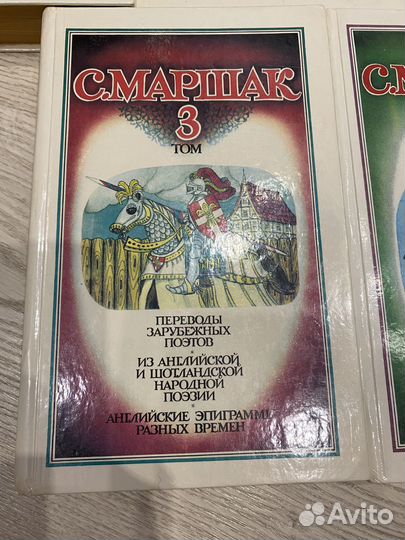 С.МАРШАК
3
ТОМ
ПЕРЕВОДЫ
ЗАРУБЕЖНЫХ
ПОЭТОВ
ИЗ АНГЛИЙСКОЙ
И ШОТЛАНДСКОЙ
НАРОДНОЙ
ПОЭЗИИ
АНГЛИЙСКИЕ ЭПИГРАММЫ
РАЗНЫХ ВРЕМЕН
С.М
Avito